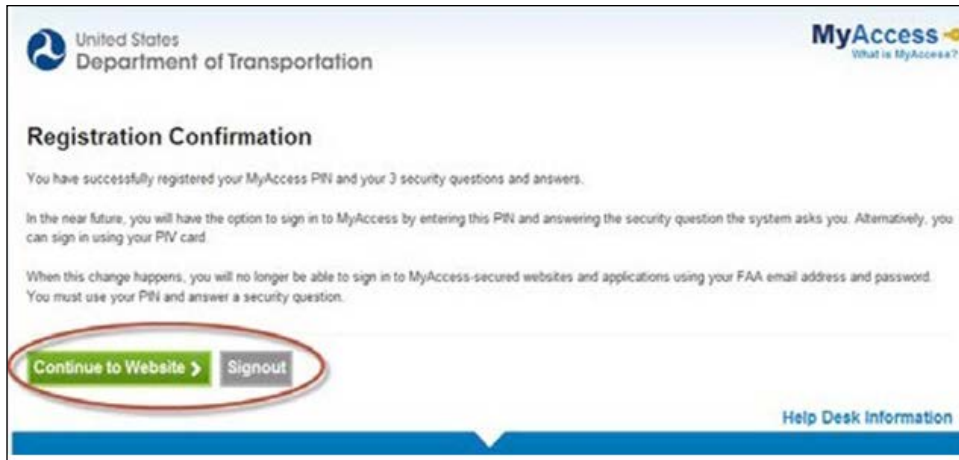 United States
Department of Transportation
MyAccess
What is MyAccess?
Registration Confirmation
You have successfully registered your MyAccess PIN and your 3 security questions and answers.
In the near future, you will have the option to sign in to MyAccess by entering this PIN and answering the security question the system asks you. Alternatively, you
can sign in using your PIV card
When this change happens, you will no longer be able to sign in to MyAccess-secured websites and applications using your FAA email address and password.
You must use your PIN and answer a security question.
Continue to Website >
Signout
Help Desk Information